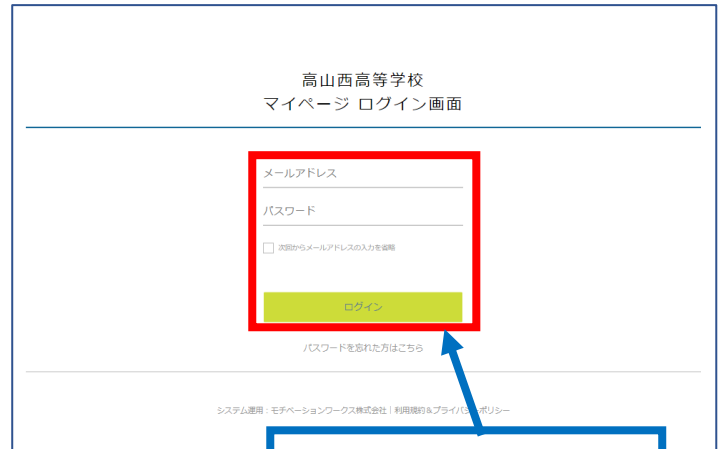 高山西高等学校
マイページ ログイン画面
メールアドレス
パスワード
次回からメールアドレスの入力を省略
ログイン
パスワードを忘れた方はこちら
システム運用：モチベーションワークス株式会社｜利用規約&プライバシーポリシー